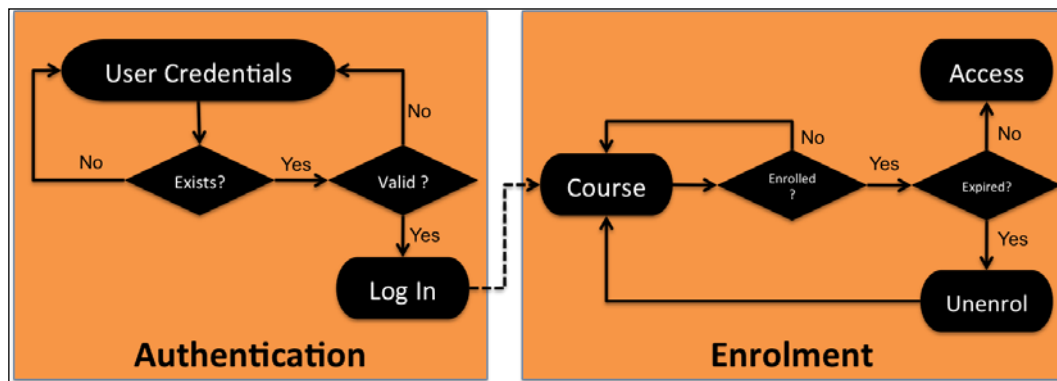 User Credentials
No
No
Exists?
Yes
Valid ?
Yes
Log In
Authentication
Access
No
No
Course
Enrolled
?
Yes
Expired?
Yes
Unenrol
Enrolment